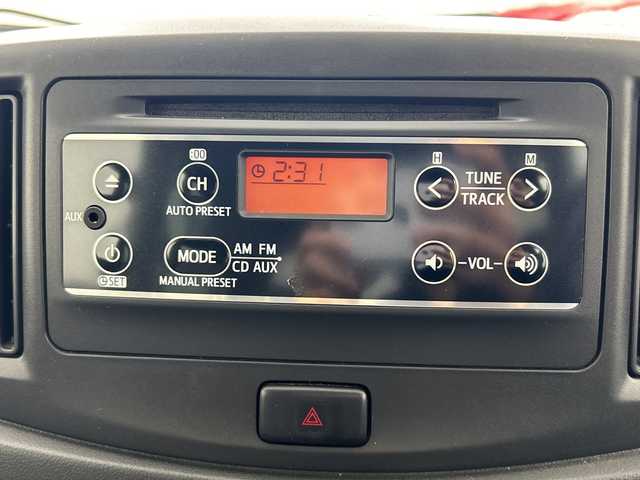 :00
H
M
CH
2:31
TUNE
TRACK
AUTO PRESET
AUX
MODE
AM FM
CD AUX
VOL
SET
MANUAL PRESET